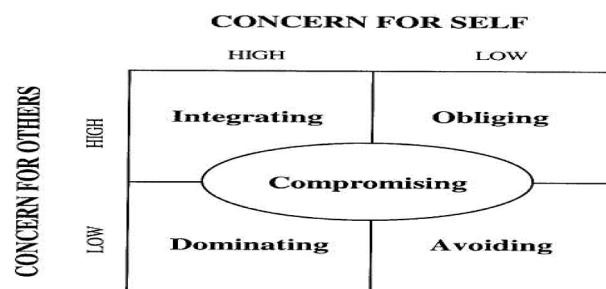 CONCERN FOR SELF
HIGH LOW
CONCERN FOR OTHERS
HIGH
Integrating Obliging
Compromising
LOW
Dominating Avoiding